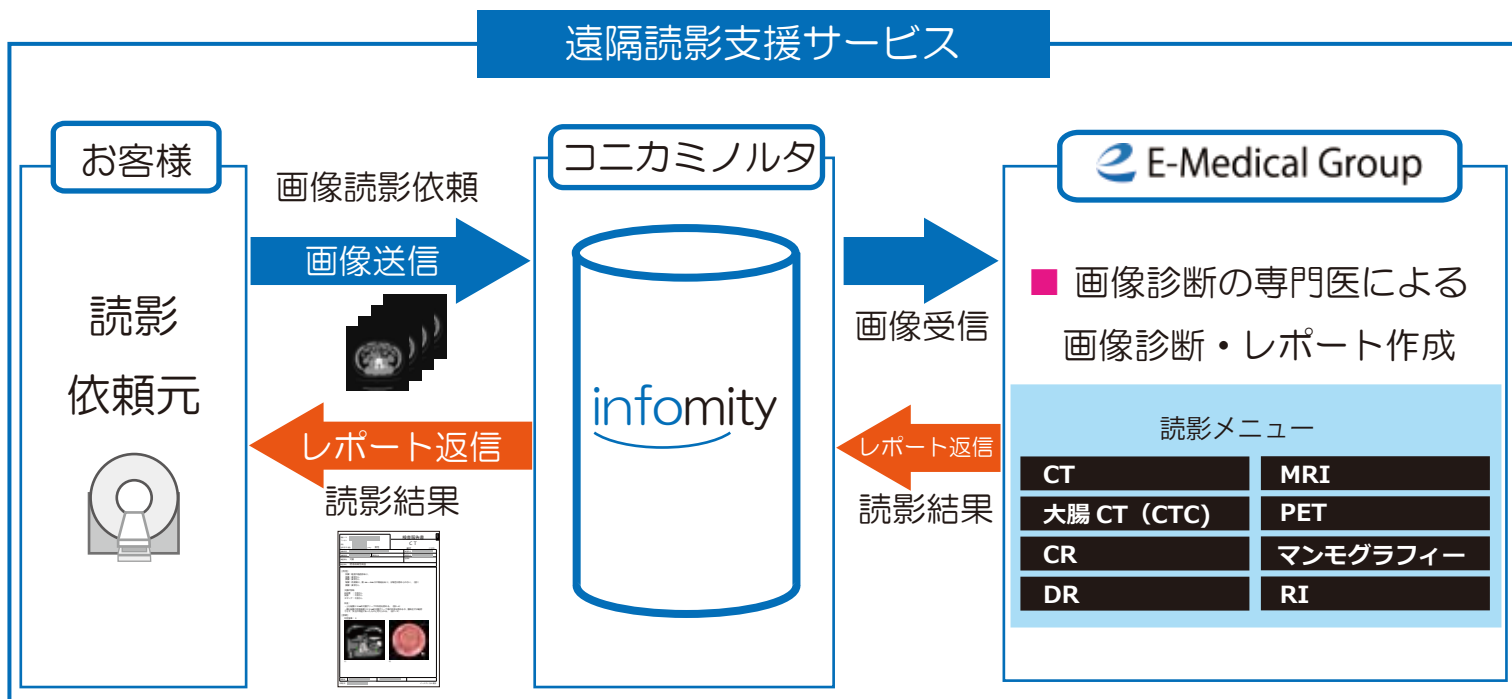 遠隔読影支援サービス
お客様
読影
依頼元
画像読影依頼
画像送信
レポート返信
読影結果
CT
コニカミノルタ
infomity
画像受信
レポート返信
読影結果
E-Medical Group
■ 画像診断の専門医による
画像診断・レポート作成
読影メニュー
CT
MRI
大腸 CT（CTC)
PET
CR
マンモグラフィー
DR
RI